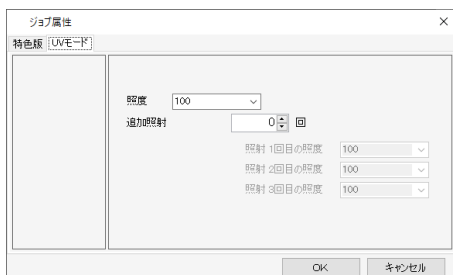 ジョブ属性
特色版 UVモード
照度 100
追加照射 0 回
照射 1回目の照度 100
照射 2回目の照度 100
照射 3回目の照度 100
OK キャンセル